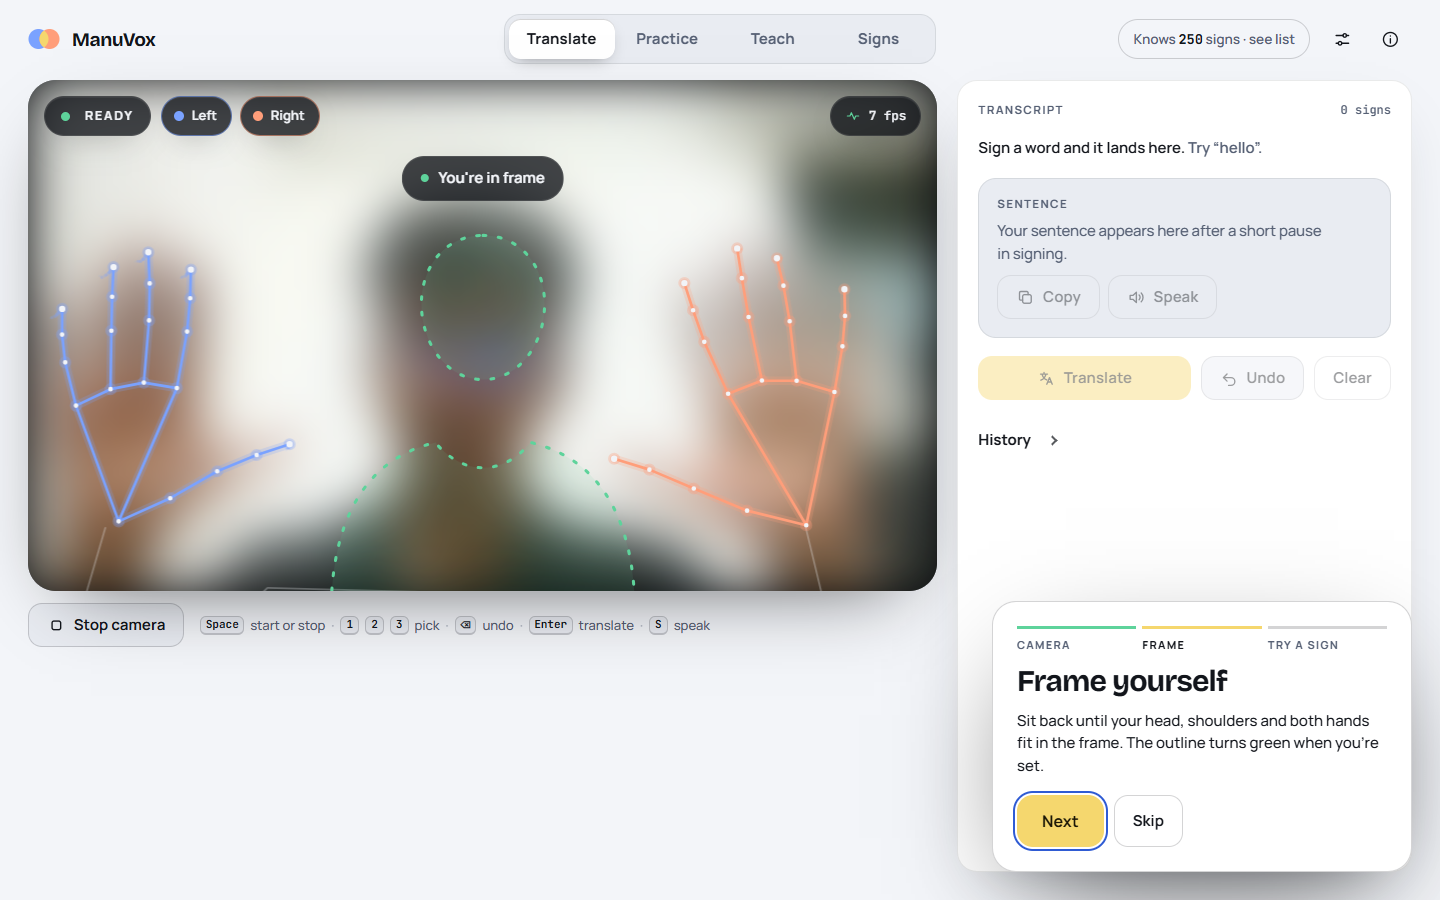 ManuVox
Translate
Practice
Teach
Signs
Knows 250 signs · see list
READY
Left
Right
7 fps
You're in frame
TRANSCRIPT
0 signs
Sign a word and it lands here. Try “hello”.
SENTENCE
Your sentence appears here after a short pause
in signing.
Copy
Speak
Translate
Undo
Clear
History
Stop camera
Space start or stop · 1 2 3 pick · ⌫ undo · Enter translate · S speak
CAMERA
FRAME
TRY A SIGN
Frame yourself
Sit back until your head, shoulders and both hands
fit in the frame. The outline turns green when you’re
set.
Next
Skip